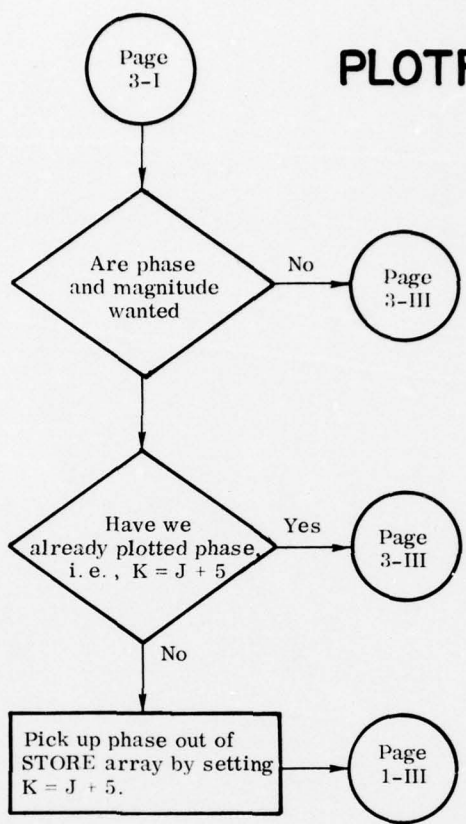 Page
3-I
PLOTF
Are phase
and magnitude
wanted
No
Page
3-III
Have we
already plotted phase,
i. e., K = J + 5
Yes
Page
3-III
No
Pick up phase out of
STORE array by setting
K = J + 5.
Page
1-III